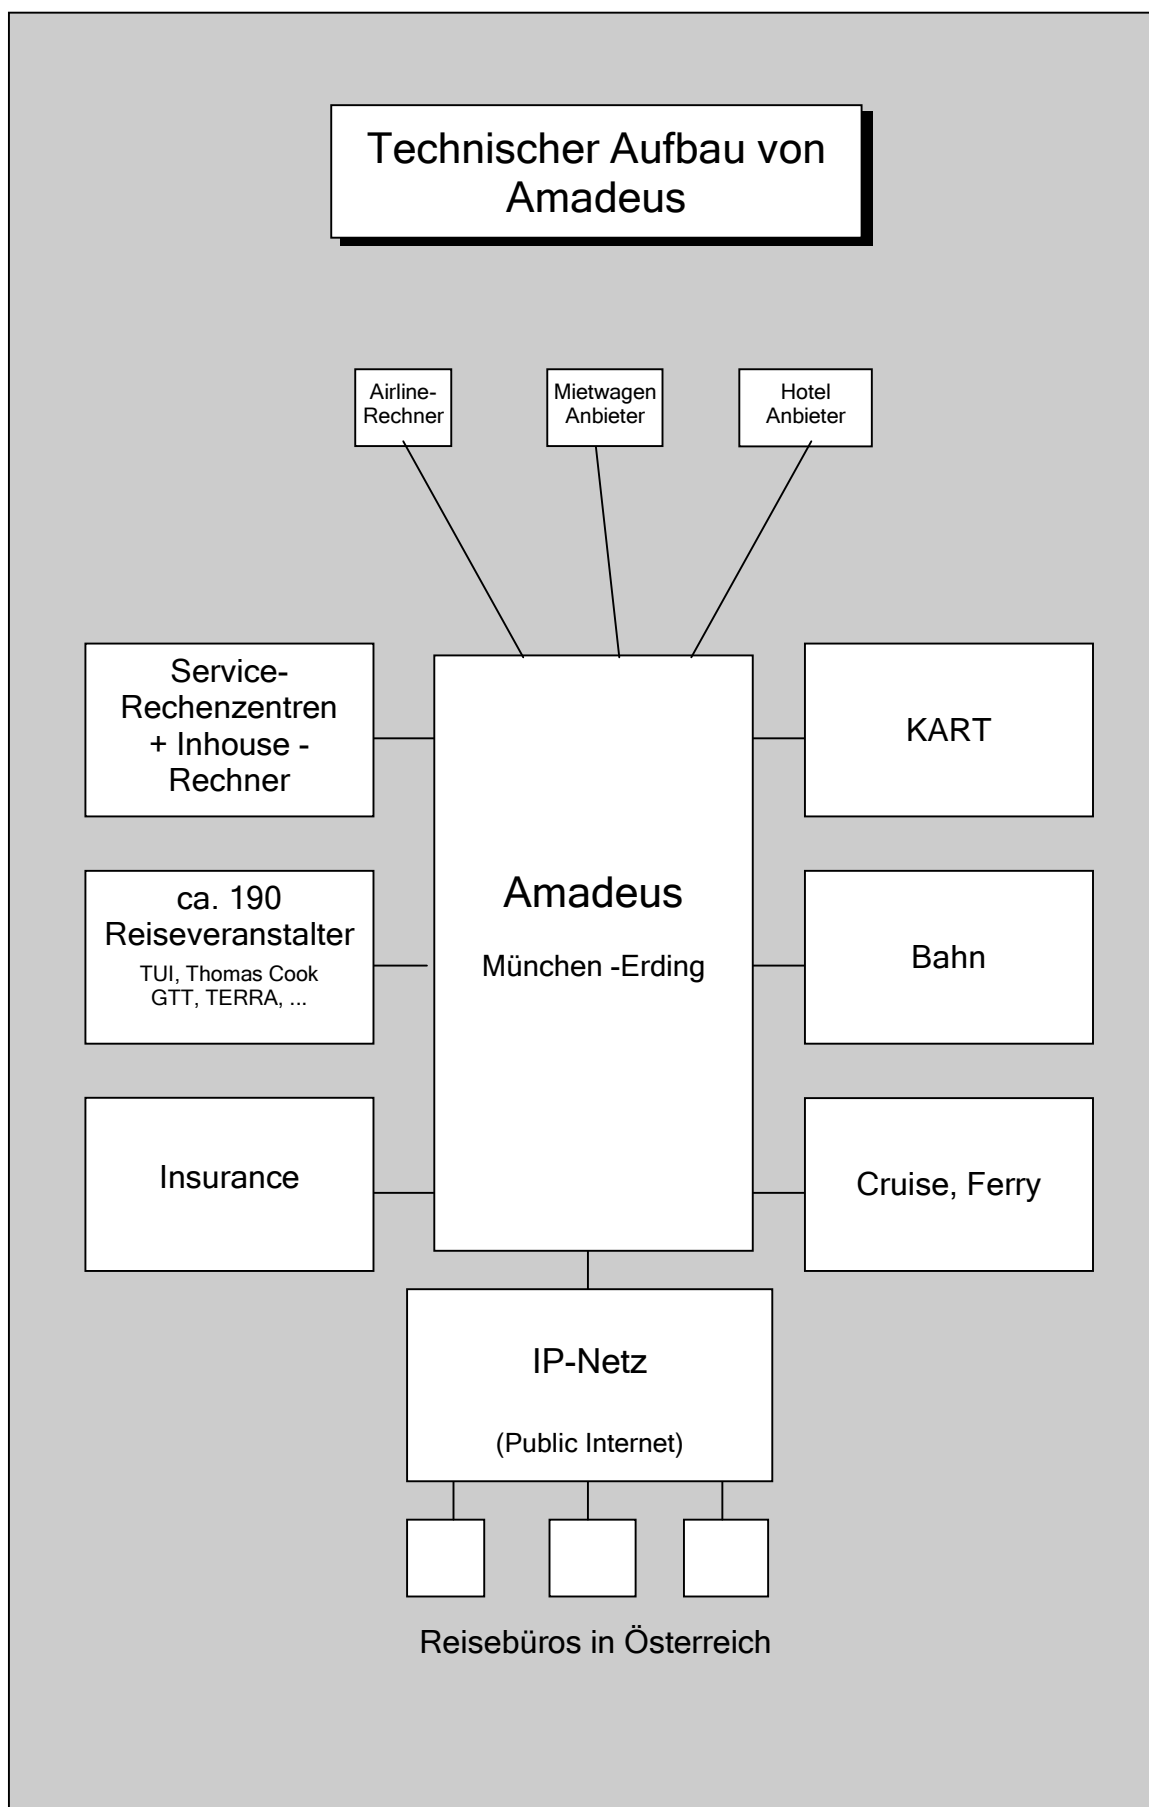 Technischer Aufbau von
Amadeus
Airline-
Rechner
Mietwagen
Anbieter
Hotel
Anbieter
Service-
Rechenzentren
+ Inhouse -
Rechner
KART
ca. 190
Reiseveranstalter
TUI, Thomas Cook
GTT, TERRA, ...
Amadeus
München -Erding
Bahn
Insurance
Cruise, Ferry
IP-Netz
(Public Internet)
Reisebüros in Österreich